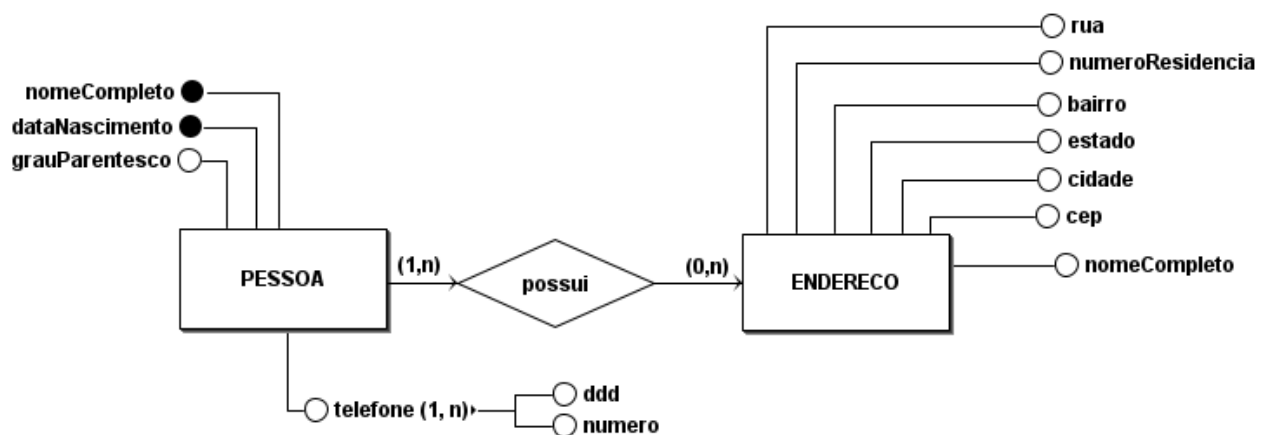 rua
numeroResidencia
nomeCompleto
bairro
dataNascimento
estado
grauParentesco
cidade
cep
(1,n)
(0,n)
PESSOA
possui
ENDERECO
nomeCompleto
ddd
telefone (1, n)
numero